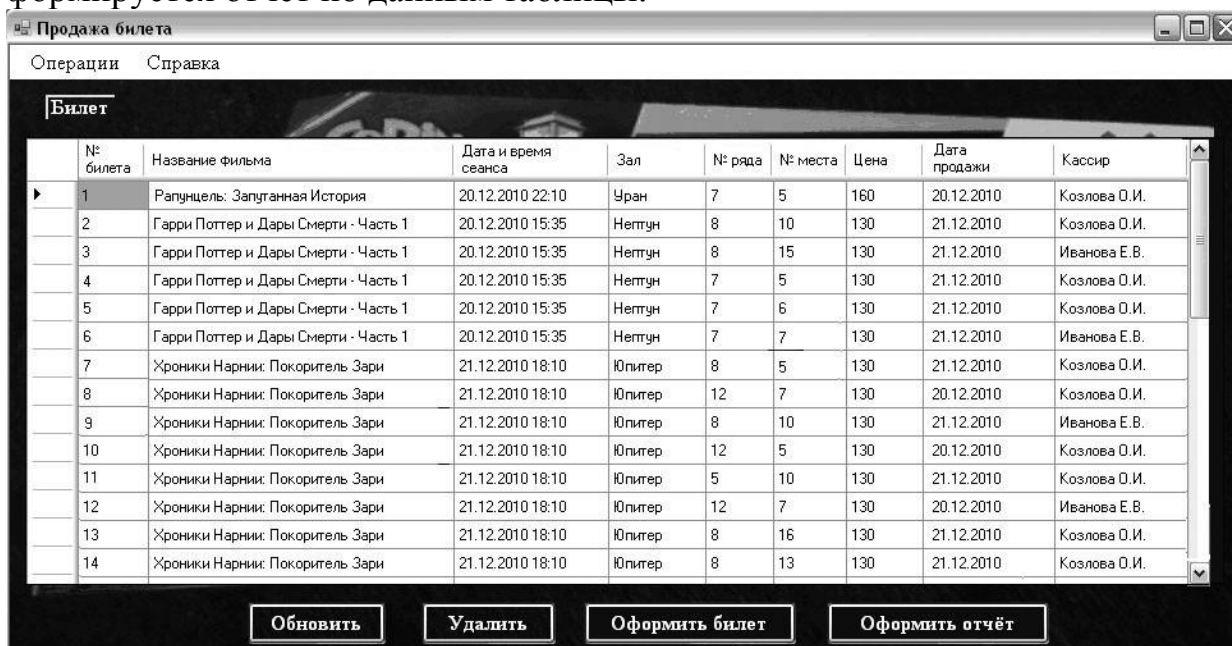 формируется отчет по данным таблицы.
Продажа билета
Операции Справка
Билет
№ билета Название фильма Дата и время сеанса Зал № ряда № места Цена Дата продажи Кассир
1 Рапунцель: Запутанная История 20.12.2010 22:10 Уран 7 5 160 20.12.2010 Козлова О.И.
2 Гарри Поттер и Дары Смерти - Часть 1 20.12.2010 15:35 Нептун 8 10 130 21.12.2010 Козлова О.И.
3 Гарри Поттер и Дары Смерти - Часть 1 20.12.2010 15:35 Нептун 8 15 130 21.12.2010 Иванова Е.В.
4 Гарри Поттер и Дары Смерти - Часть 1 20.12.2010 15:35 Нептун 7 5 130 21.12.2010 Козлова О.И.
5 Гарри Поттер и Дары Смерти - Часть 1 20.12.2010 15:35 Нептун 7 6 130 21.12.2010 Козлова О.И.
6 Гарри Поттер и Дары Смерти - Часть 1 20.12.2010 15:35 Нептун 7 7 130 21.12.2010 Иванова Е.В.
7 Хроники Нарнии: Покоритель Зари 21.12.2010 18:10 Юпитер 8 5 130 21.12.2010 Козлова О.И.
8 Хроники Нарнии: Покоритель Зари 21.12.2010 18:10 Юпитер 12 7 130 20.12.2010 Козлова О.И.
9 Хроники Нарнии: Покоритель Зари 21.12.2010 18:10 Юпитер 8 10 130 21.12.2010 Иванова Е.В.
10 Хроники Нарнии: Покоритель Зари 21.12.2010 18:10 Юпитер 12 5 130 20.12.2010 Козлова О.И.
11 Хроники Нарнии: Покоритель Зари 21.12.2010 18:10 Юпитер 5 10 130 21.12.2010 Козлова О.И.
12 Хроники Нарнии: Покоритель Зари 21.12.2010 18:10 Юпитер 12 7 130 20.12.2010 Иванова Е.В.
13 Хроники Нарнии: Покоритель Зари 21.12.2010 18:10 Юпитер 8 16 130 21.12.2010 Козлова О.И.
14 Хроники Нарнии: Покоритель Зари 21.12.2010 18:10 Юпитер 8 13 130 21.12.2010 Козлова О.И.
Обновить Удалить Оформить билет Оформить отчёт